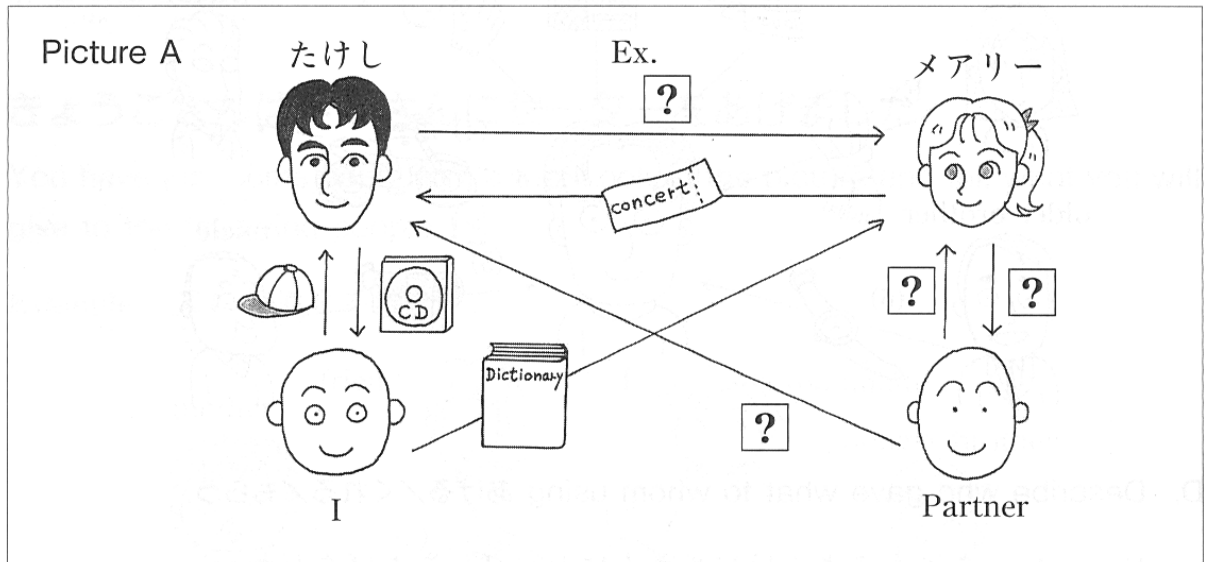 Picture A
たけし
Ex.
メアリー
?
concert
CD
?
?
Dictionary
?
I
Partner